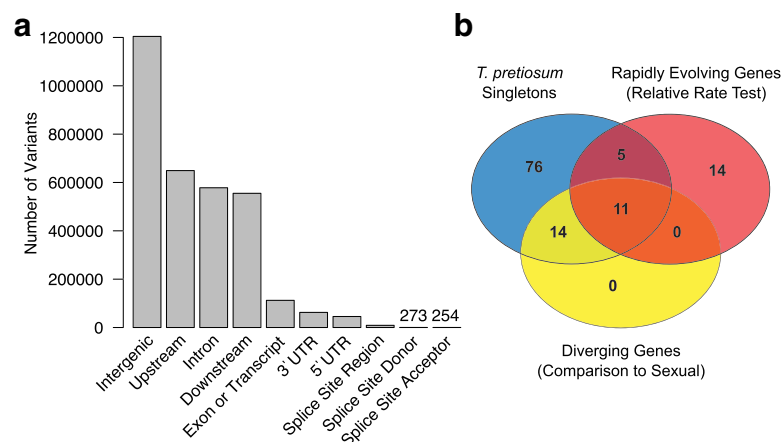 a
Number of Variants
1200000
1000000
800000
600000
400000
200000
0
273 254
Intergenic
Upstream
Intron
Downstream
Exon or Transcript
3' UTR
5' UTR
Splice Site Region
Splice Site Donor
Splice Site Acceptor
b
T. pretiosum
Singletons
Rapidly Evolving Genes
(Relative Rate Test)
76
5
14
11
14
0
0
Diverging Genes
(Comparison to Sexual)